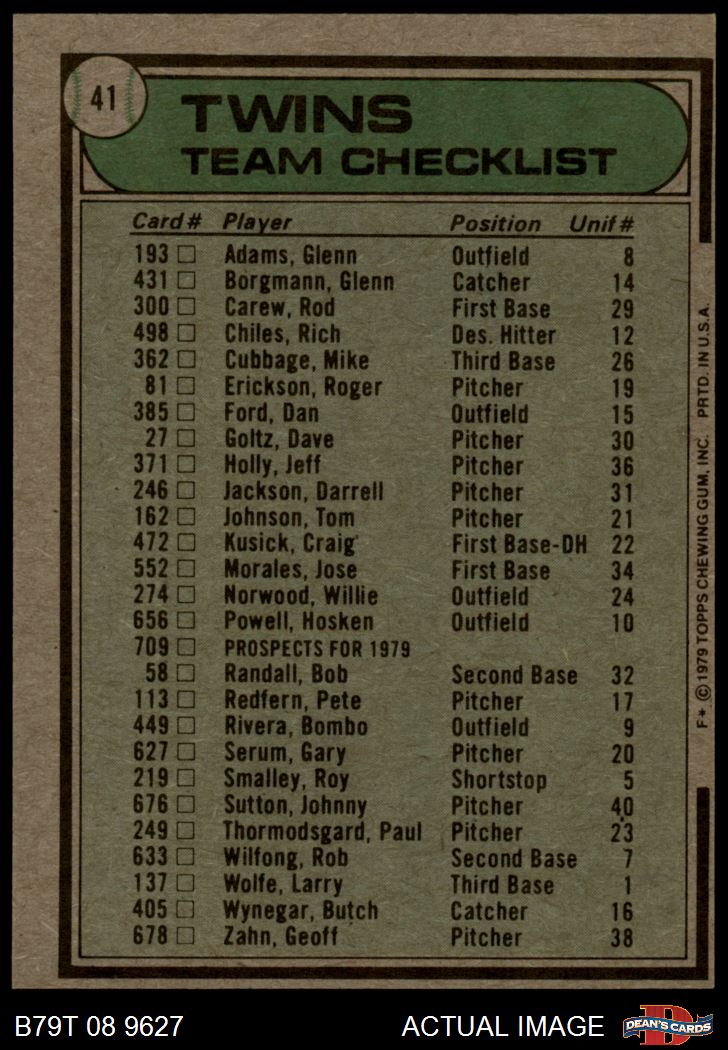 41
TWINS
TEAM CHECKLIST
Card # Player Position Unif #
193 Adams, Glenn Outfield 8
431 Borgmann, Glenn Catcher 14
300 Carew, Rod First Base 29
498 Chiles, Rich Des. Hitter 12
362 Cubbage, Mike Third Base 26
81 Erickson, Roger Pitcher 19
385 Ford, Dan Outfield 15
27 Goltz, Dave Pitcher 30
371 Holly, Jeff Pitcher 36
246 Jackson, Darrell Pitcher 31
162 Johnson, Tom Pitcher 21
472 Kusick, Craig First Base-DH 22
552 Morales, Jose First Base 34
274 Norwood, Willie Outfield 24
656 Powell, Hosken Outfield 10
709 PROSPECTS FOR 1979
58 Randall, Bob Second Base 32
113 Redfern, Pete Pitcher 17
449 Rivera, Bombo Outfield 9
627 Serum, Gary Pitcher 20
219 Smalley, Roy Shortstop 5
676 Sutton, Johnny Pitcher 40
249 Thormodsgard, Paul Pitcher 23
633 Wilfong, Rob Second Base 7
137 Wolfe, Larry Third Base 1
405 Wynegar, Butch Catcher 16
678 Zahn, Geoff Pitcher 38
F* © 1979 TOPPS CHEWING GUM, INC. PRTD. IN U.S.A.
B79T 08 9627 ACTUAL IMAGE
D
DEAN'S CARDS